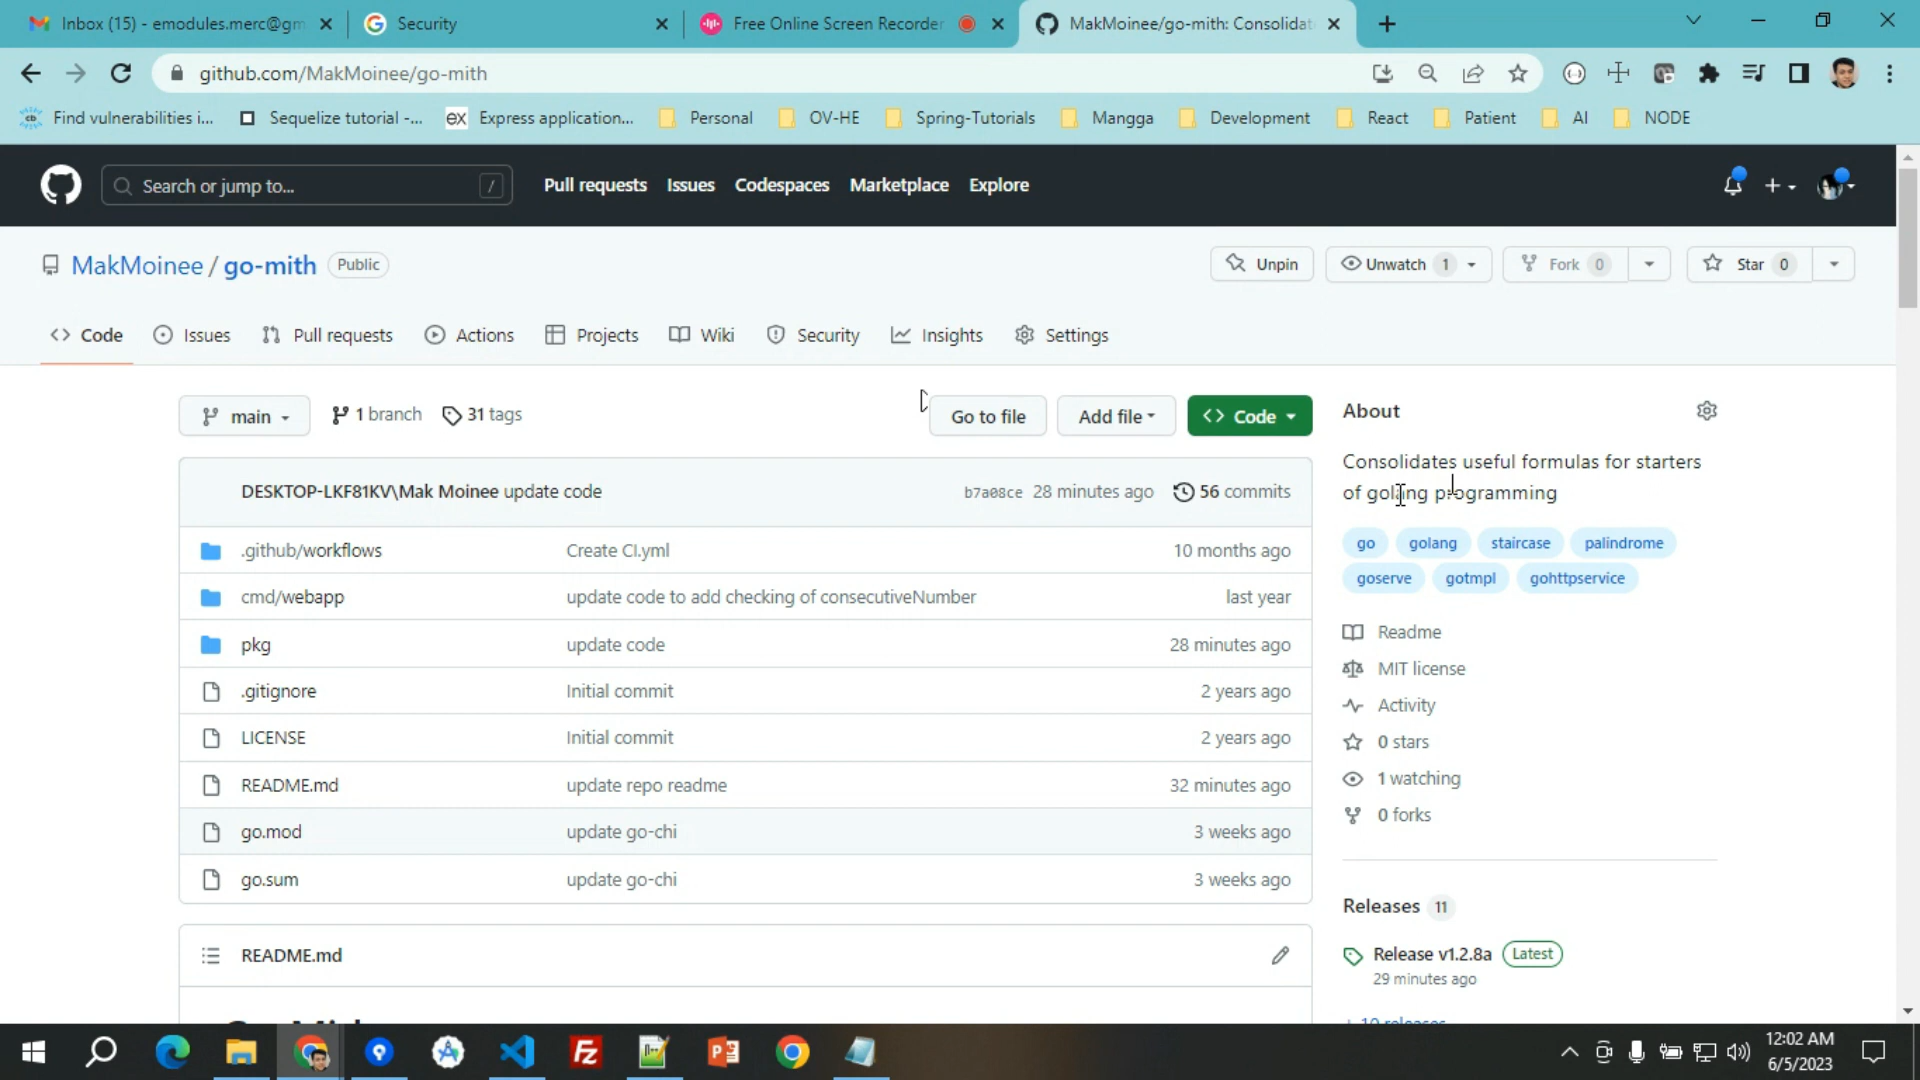 Inbox (15) - emodules.merc@gm
Security
Free Online Screen Recorder
MakMoinee/go-mith: Consolidat
github.com/MakMoinee/go-mith
Find vulnerabilities i...
Sequelize tutorial -...
ex Express application...
Personal
OV-HE
Spring-Tutorials
Mangga
Development
React
Patient
AI
NODE
Search or jump to... /
Pull requests
Issues
Codespaces
Marketplace
Explore
MakMoinee / go-mith Public
Unpin
Unwatch 1
Fork 0
Star 0
Code
Issues
Pull requests
Actions
Projects
Wiki
Security
Insights
Settings
main
1 branch
31 tags
Go to file
Add file
Code
DESKTOP-LKF81KV\Mak Moinee update code b7a08ce 28 minutes ago 56 commits
.github/workflows Create CI.yml 10 months ago
cmd/webapp update code to add checking of consecutiveNumber last year
pkg update code 28 minutes ago
.gitignore Initial commit 2 years ago
LICENSE Initial commit 2 years ago
README.md update repo readme 32 minutes ago
go.mod update go-chi 3 weeks ago
go.sum update go-chi 3 weeks ago
README.md
About
Consolidates useful formulas for starters
of golang programming
go golang staircase palindrome
goserve gotmpl gohttpservice
Readme
MIT license
Activity
0 stars
1 watching
0 forks
Releases 11
Release v1.2.8a Latest
29 minutes ago
+ 10 releases
12:02 AM
6/5/2023